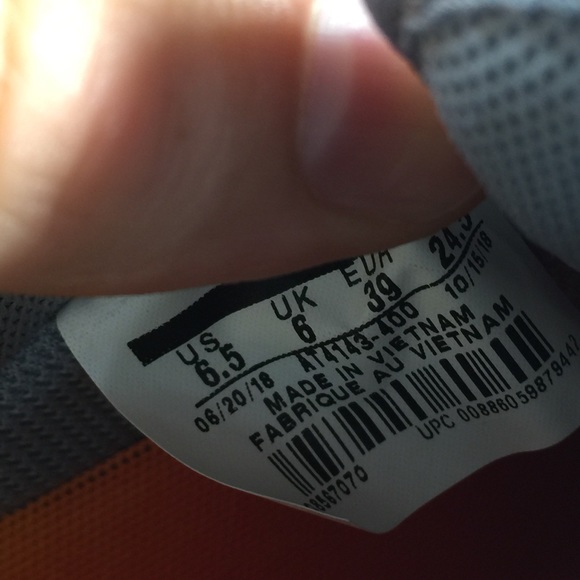 US UK EUR
6.5 6 39 24.5
06/20/18 AT4143-400 10/15/18
MADE IN VIETNAM
FABRIQUE AU VIETNAM
UPC 00886059879442